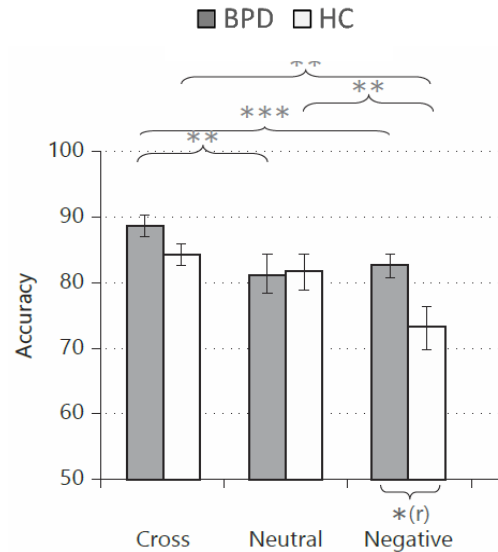 BPD HC
**
**
***
**
100
90
80
70
60
50
Accuracy
*(r)
Cross Neutral Negative